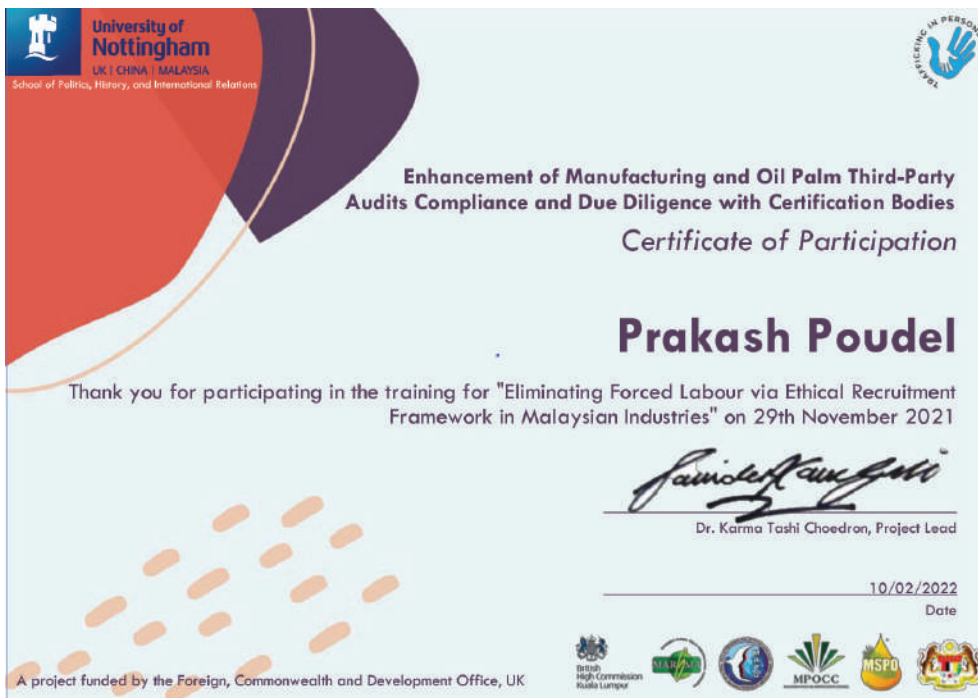 University of
Nottingham
UK | CHINA | MALAYSIA
School of Politics, History, and International Relations
TRAFFICKING IN PERSONS
Enhancement of Manufacturing and Oil Palm Third-Party
Audits Compliance and Due Diligence with Certification Bodies
Certificate of Participation
Prakash Poudel
Thank you for participating in the training for "Eliminating Forced Labour via Ethical Recruitment
Framework in Malaysian Industries" on 29th November 2021
Dr. Karma Tashi Choedron, Project Lead
10/02/2022
Date
A project funded by the Foreign, Commonwealth and Development Office, UK
British
High Commission
Kuala Lumpur
MPOCC
MSPO